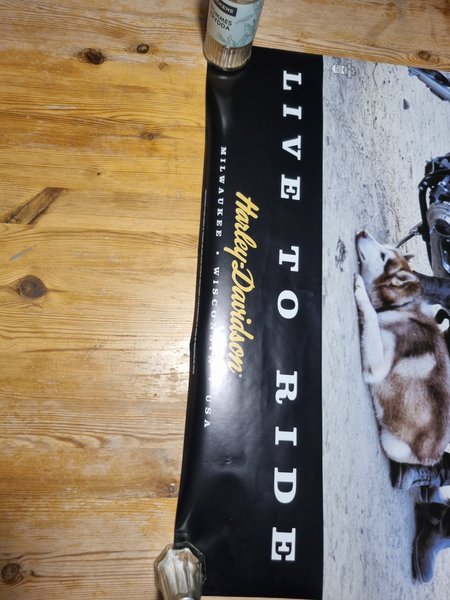 LIVE TO RIDE
Harley-Davidson
MILWAUKEE • WISCONSIN • USA